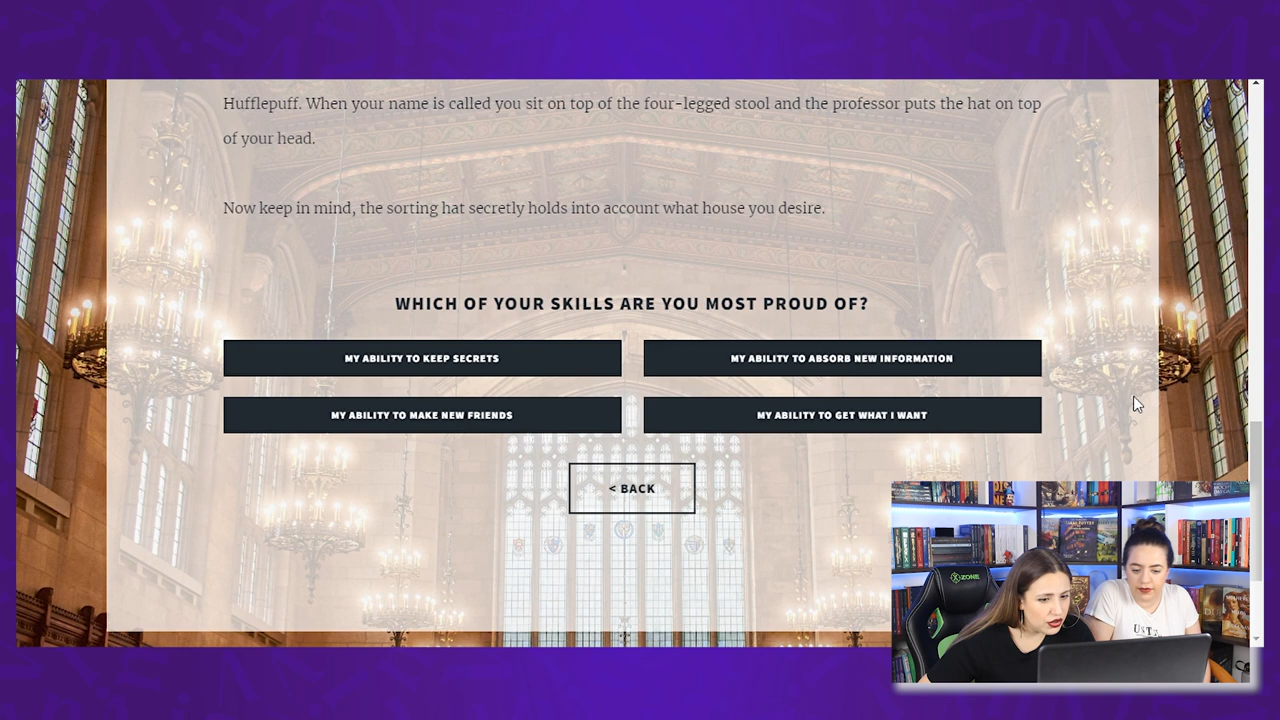 Hufflepuff. When your name is called you sit on top of the four-legged stool and the professor puts the hat on top
of your head.
Now keep in mind, the sorting hat secretly holds into account what house you desire.
WHICH OF YOUR SKILLS ARE YOU MOST PROUD OF?
MY ABILITY TO KEEP SECRETS
MY ABILITY TO ABSORB NEW INFORMATION
MY ABILITY TO MAKE NEW FRIENDS
MY ABILITY TO GET WHAT I WANT
< BACK